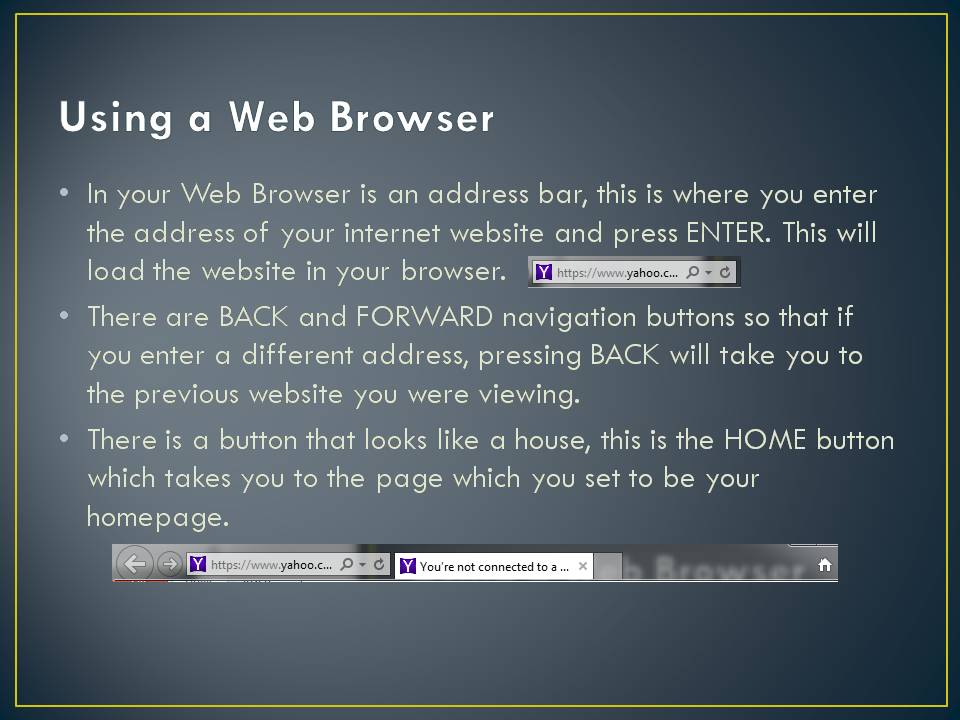 Using a Web Browser
• In your Web Browser is an address bar, this is where you enter
the address of your internet website and press ENTER. This will
load the website in your browser.
https://www.yahoo.c...
• There are BACK and FORWARD navigation buttons so that if
you enter a different address, pressing BACK will take you to
the previous website you were viewing.
• There is a button that looks like a house, this is the HOME button
which takes you to the page which you set to be your
homepage.
https://www.yahoo.c... You're not connected to a ... Web Browser